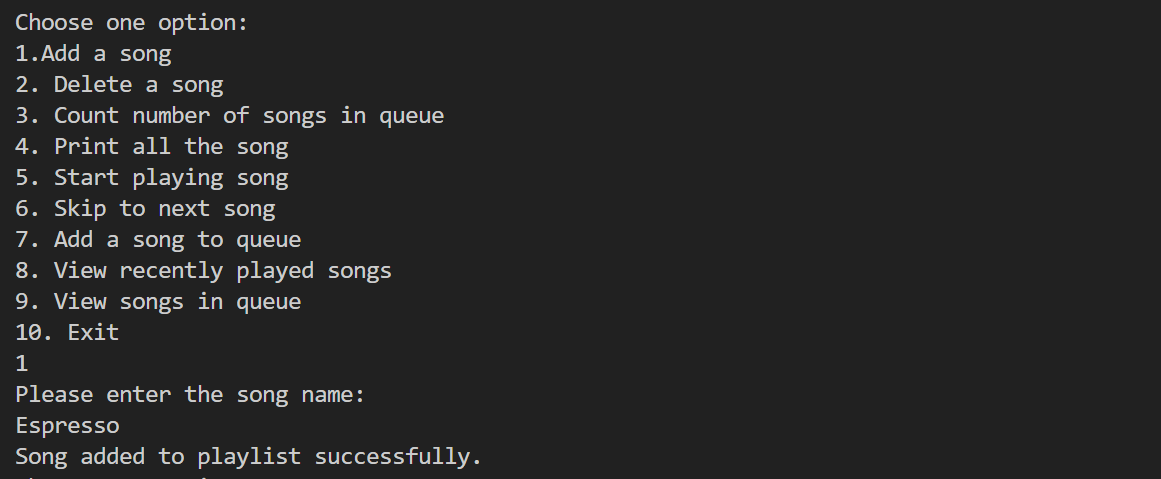 Choose one option:
1.Add a song
2. Delete a song
3. Count number of songs in queue
4. Print all the song
5. Start playing song
6. Skip to next song
7. Add a song to queue
8. View recently played songs
9. View songs in queue
10. Exit
1
Please enter the song name:
Espresso
Song added to playlist successfully.